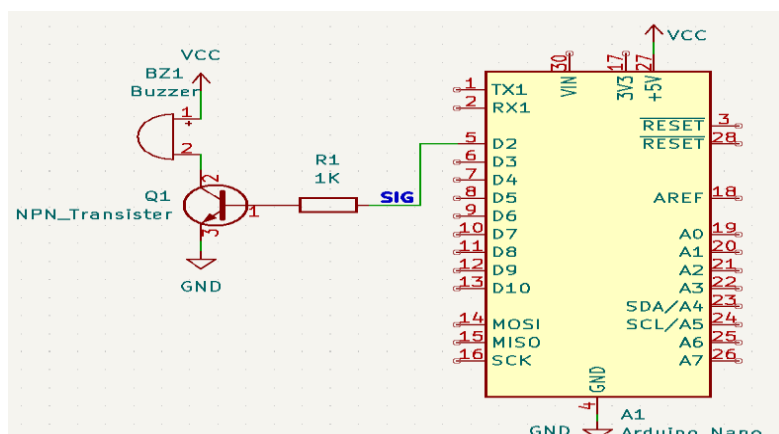 VCC
BZ1
Buzzer
1
+
2
Q1
NPN_Transister
2
1
3
GND
R1
1K
SIG
VCC
30
17
27
VIN
3V3
+5V
1 TX1
2 RX1
5 D2
6 D3
7 D4
8 D5
9 D6
10 D7
11 D8
12 D9
13 D10
14 MOSI
15 MISO
16 SCK
RESET 3
RESET 28
AREF 18
A0 19
A1 20
A2 21
A3 22
SDA/A4 23
SCL/A5 24
A6 25
A7 26
GND
4
A1
GND
Arduino_Nano